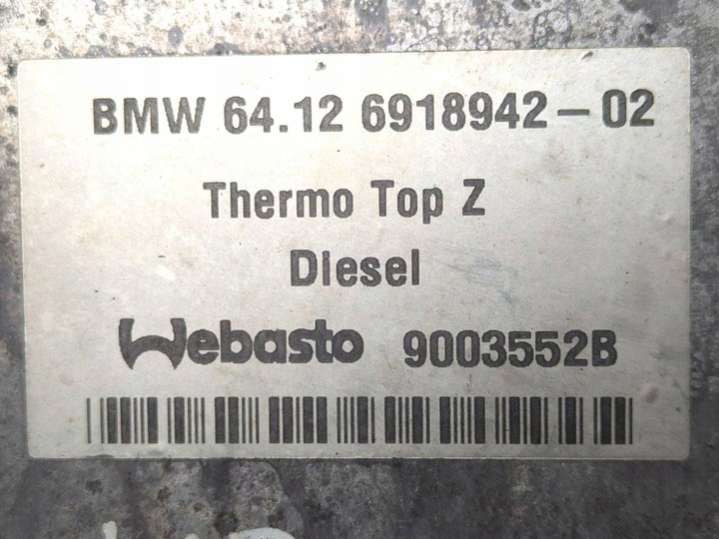 BMW 64.12 6918942-02
Thermo Top Z
Diesel
Webasto 9003552B